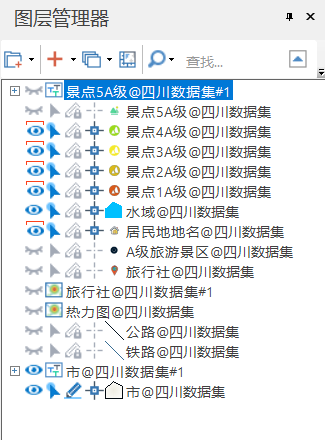 图层管理器
查找...
景点5A级@四川数据集#1
景点5A级@四川数据集
景点4A级@四川数据集
景点3A级@四川数据集
景点2A级@四川数据集
景点1A级@四川数据集
水域@四川数据集
居民地地名@四川数据集
A级旅游景区@四川数据集
旅行社@四川数据集
旅行社@四川数据集#1
热力图@四川数据集
公路@四川数据集
铁路@四川数据集
市@四川数据集#1
市@四川数据集